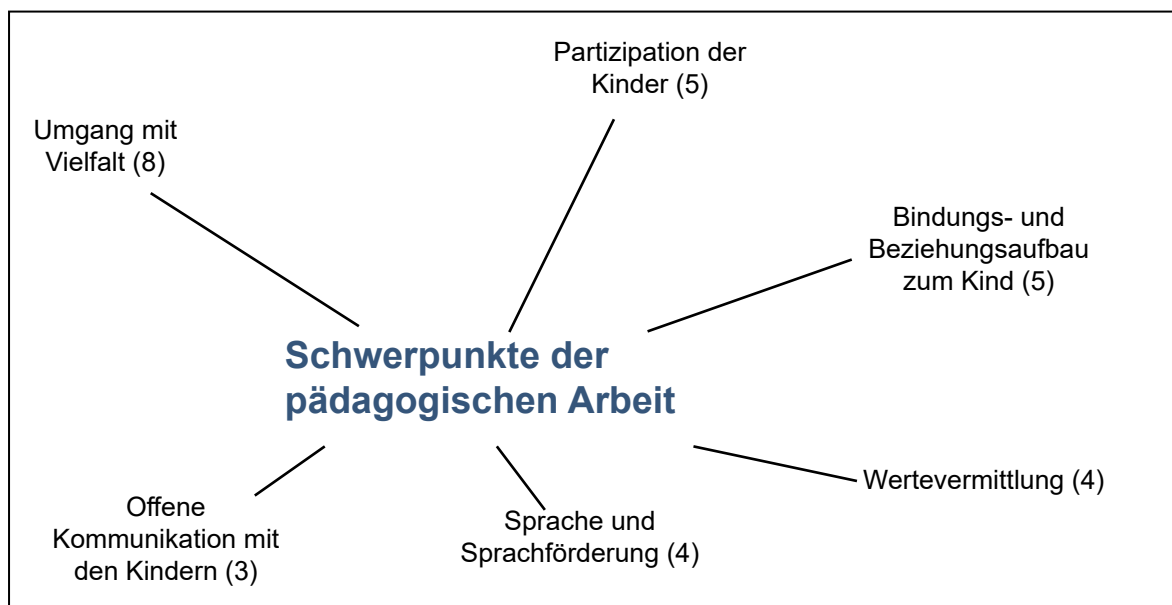 Partizipation der
Kinder (5)
Umgang mit
Vielfalt (8)
Bindungs- und
Beziehungsaufbau
zum Kind (5)
Schwerpunkte der
pädagogischen Arbeit
Wertevermittlung (4)
Offene
Kommunikation mit
den Kindern (3)
Sprache und
Sprachförderung (4)